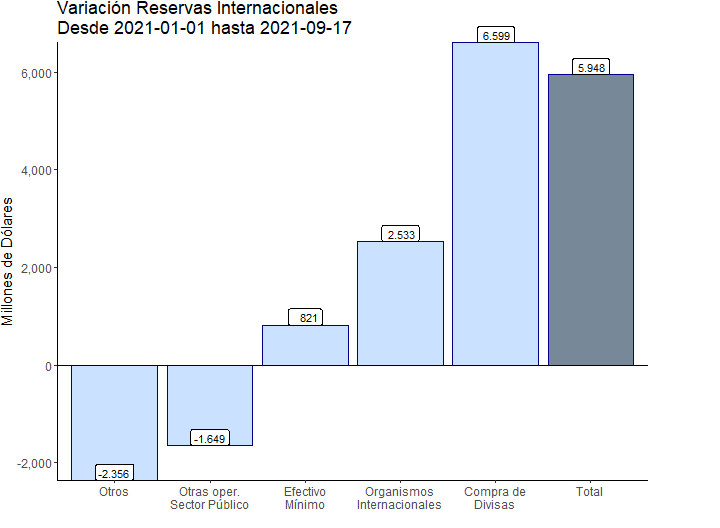 Variación Reservas Internacionales
Desde 2021-01-01 hasta 2021-09-17
Millones de Dólares
6,000
4,000
2,000
0
-2,000
-2.356
-1.649
821
2.533
6.599
5.948
Otros
Otras oper.
Sector Público
Efectivo
Mínimo
Organismos
Internacionales
Compra de
Divisas
Total